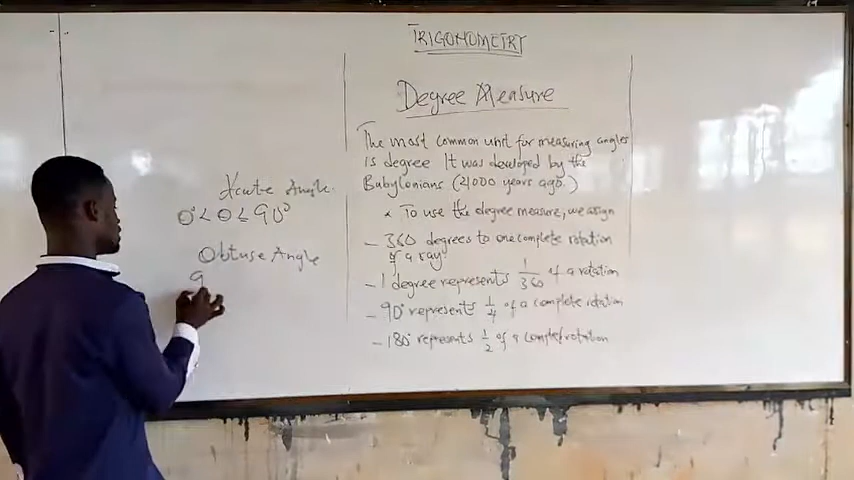 TRIGONOMETRY
Degree Measure
The most common unit for measuring angles
is degree It was developed by the
Babylonians (4000 years ago.)
* To use the degree measure, we assign
- 360 degrees to one complete rotation
of a ray
- 1 degree represents 1/360 of a rotation
- 90° represents 1/4 of a complete rotation
- 180° represents 1/2 of a complete rotation
Acute Angle.
0° < θ ≤ 90°
Obtuse Angle
9